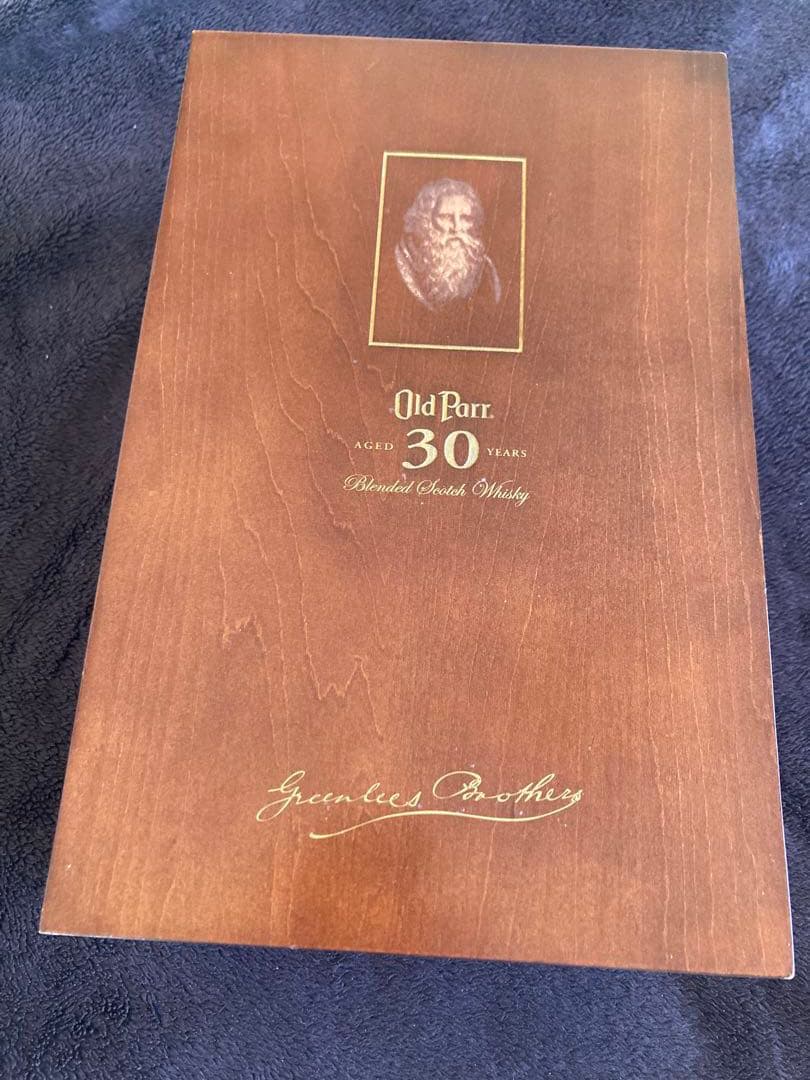 Old Parr
AGED 30 YEARS
Blended Scotch Whisky
Greenlees Brothers